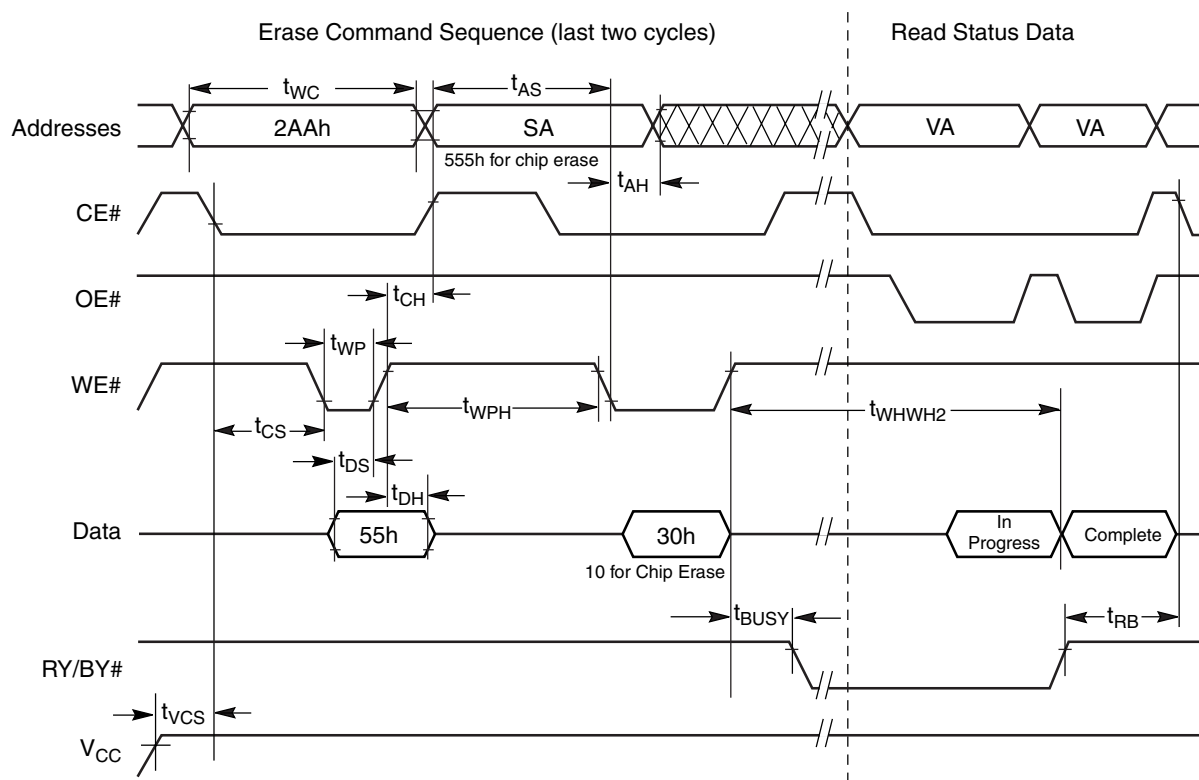 Erase Command Sequence (last two cycles)
Read Status Data
tWC
tAS
Addresses
2AAh
SA
VA
VA
555h for chip erase
tAH
CE#
OE#
tCH
tWP
WE#
tWPH
tWHWH2
tCS
tDS
tDH
Data
55h
30h
In
Progress
Complete
10 for Chip Erase
tBUSY
tRB
RY/BY#
tVCS
VCC